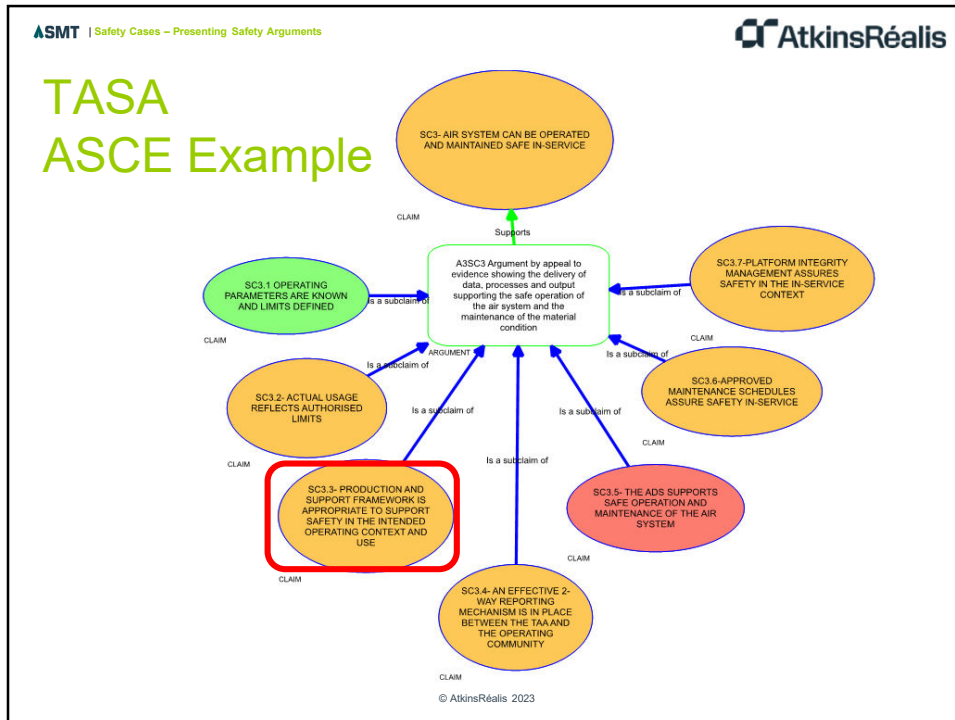 ASMT | Safety Cases – Presenting Safety Arguments
AtkinsRéalis
TASA
ASCE Example
SC3- AIR SYSTEM CAN BE OPERATED
AND MAINTAINED SAFE IN-SERVICE
CLAIM
Supports
A3SC3 Argument by appeal to
evidence showing the delivery of
data, processes and output
supporting the safe operation of
the air system and the
maintenance of the material
condition
ARGUMENT
SC3.1 OPERATING
PARAMETERS ARE KNOWN
AND LIMITS DEFINED
CLAIM
Is a subclaim of
SC3.7-PLATFORM INTEGRITY
MANAGEMENT ASSURES
SAFETY IN THE IN-SERVICE
CONTEXT
CLAIM
Is a subclaim of
SC3.2- ACTUAL USAGE
REFLECTS AUTHORISED
LIMITS
CLAIM
Is a subclaim of
SC3.6-APPROVED
MAINTENANCE SCHEDULES
ASSURE SAFETY IN-SERVICE
CLAIM
Is a subclaim of
SC3.3- PRODUCTION AND
SUPPORT FRAMEWORK IS
APPROPRIATE TO SUPPORT
SAFETY IN THE INTENDED
OPERATING CONTEXT AND
USE
CLAIM
Is a subclaim of
SC3.5- THE ADS SUPPORTS
SAFE OPERATION AND
MAINTENANCE OF THE AIR
SYSTEM
CLAIM
Is a subclaim of
SC3.4- AN EFFECTIVE 2-
WAY REPORTING
MECHANISM IS IN PLACE
BETWEEN THE TAA AND
THE OPERATING
COMMUNITY
CLAIM
Is a subclaim of
© AtkinsRéalis 2023